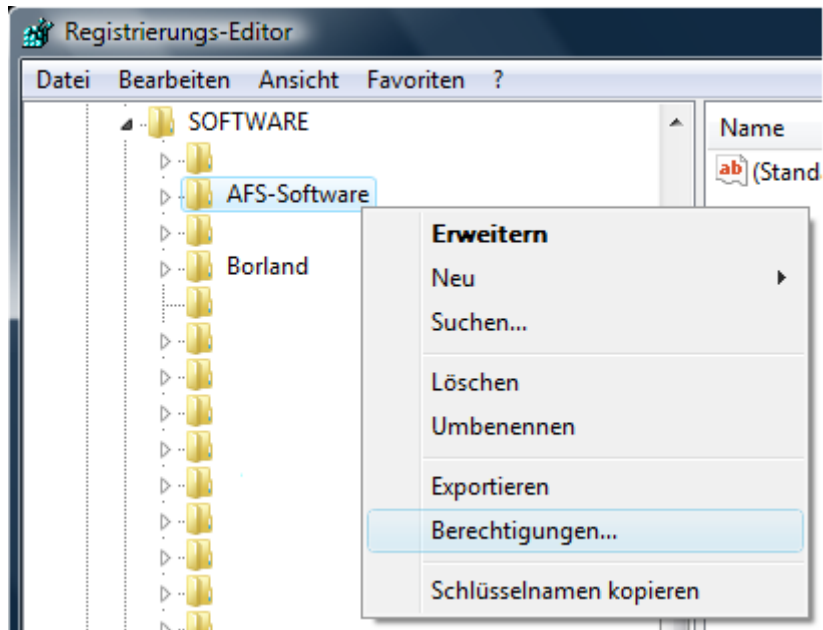 Registrierungs-Editor
Datei Bearbeiten Ansicht Favoriten ?
SOFTWARE
AFS-Software
Borland
Name
ab (Stand
Erweitern
Neu
Suchen...
Löschen
Umbenennen
Exportieren
Berechtigungen...
Schlüsselnamen kopieren